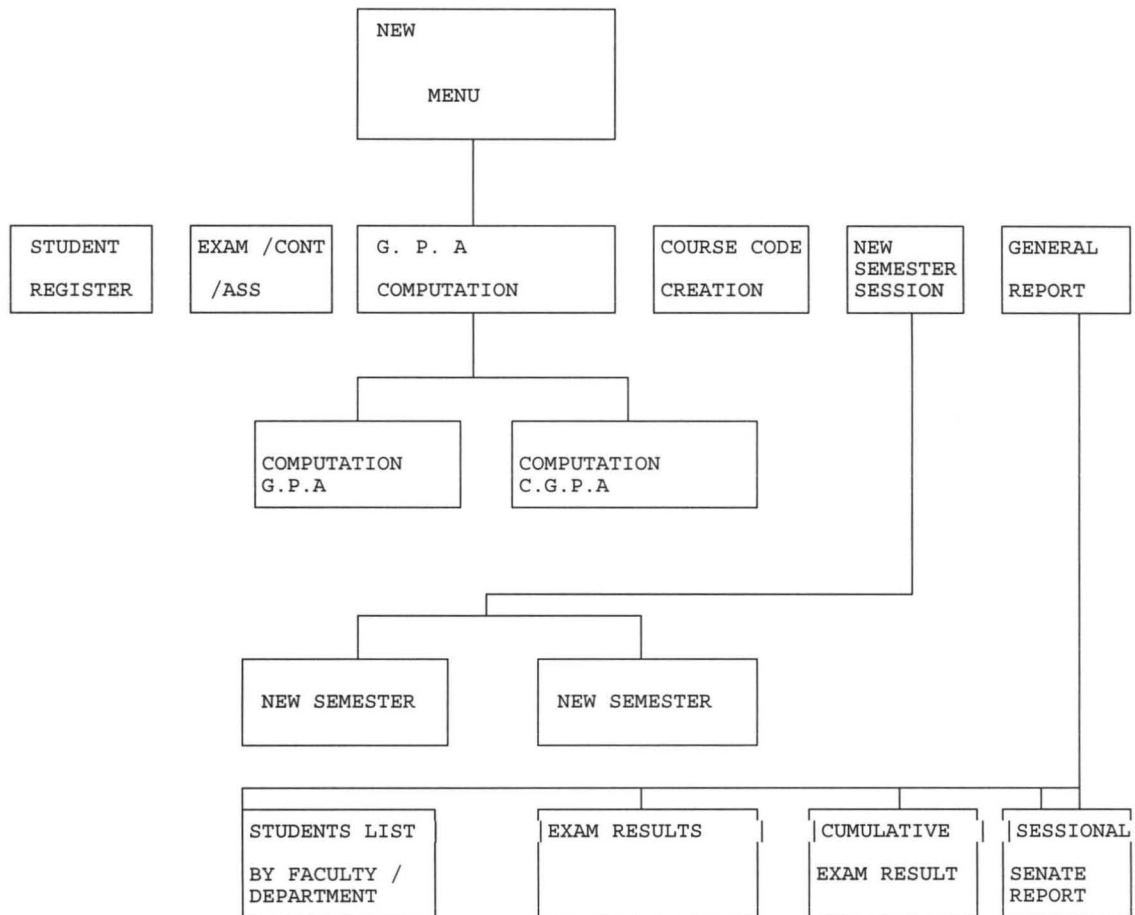 NEW
MENU
STUDENT
REGISTER
EXAM /CONT
/ASS
G. P. A
COMPUTATION
COURSE CODE
CREATION
NEW
SEMESTER
SESSION
GENERAL
REPORT
COMPUTATION
G.P.A
COMPUTATION
C.G.P.A
NEW SEMESTER
NEW SEMESTER
STUDENTS LIST
BY FACULTY /
DEPARTMENT
EXAM RESULTS
CUMULATIVE
EXAM RESULT
SESSIONAL
SENATE
REPORT